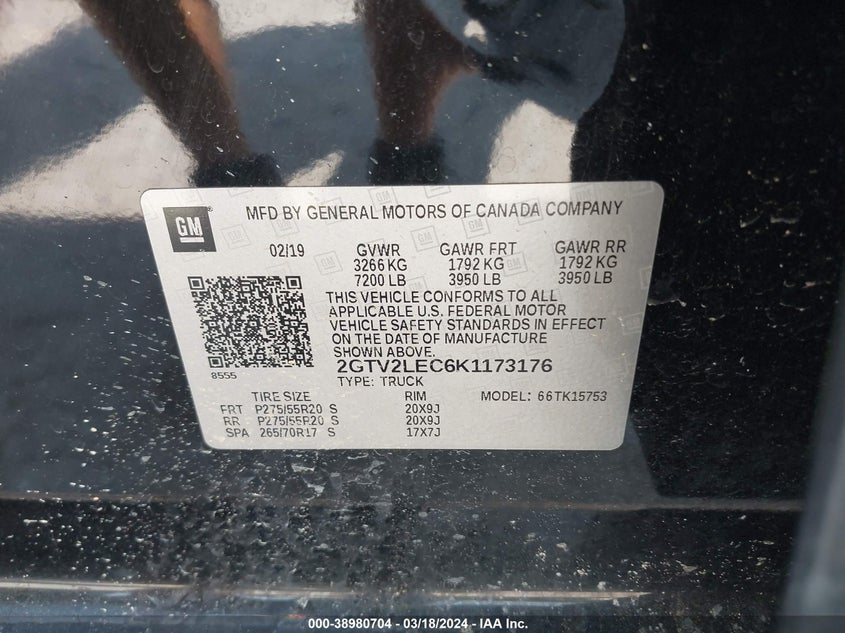 GM
MFD BY GENERAL MOTORS OF CANADA COMPANY
02/19 GVWR GAWR FRT GAWR RR
3266 KG 1792 KG 1792 KG
7200 LB 3950 LB 3950 LB
THIS VEHICLE CONFORMS TO ALL
APPLICABLE U.S. FEDERAL MOTOR
VEHICLE SAFETY STANDARDS IN EFFECT
ON THE DATE OF MANUFACTURE
SHOWN ABOVE.
8555
2GTV2LEC6K1173176
TYPE: TRUCK
TIRE SIZE RIM MODEL: 66TK15753
FRT P275/55R20 S 20X9J
RR P275/55R20 S 20X9J
SPA 265/70R17 S 17X7J
000-38980704 — 03/18/2024 — IAA Inc.